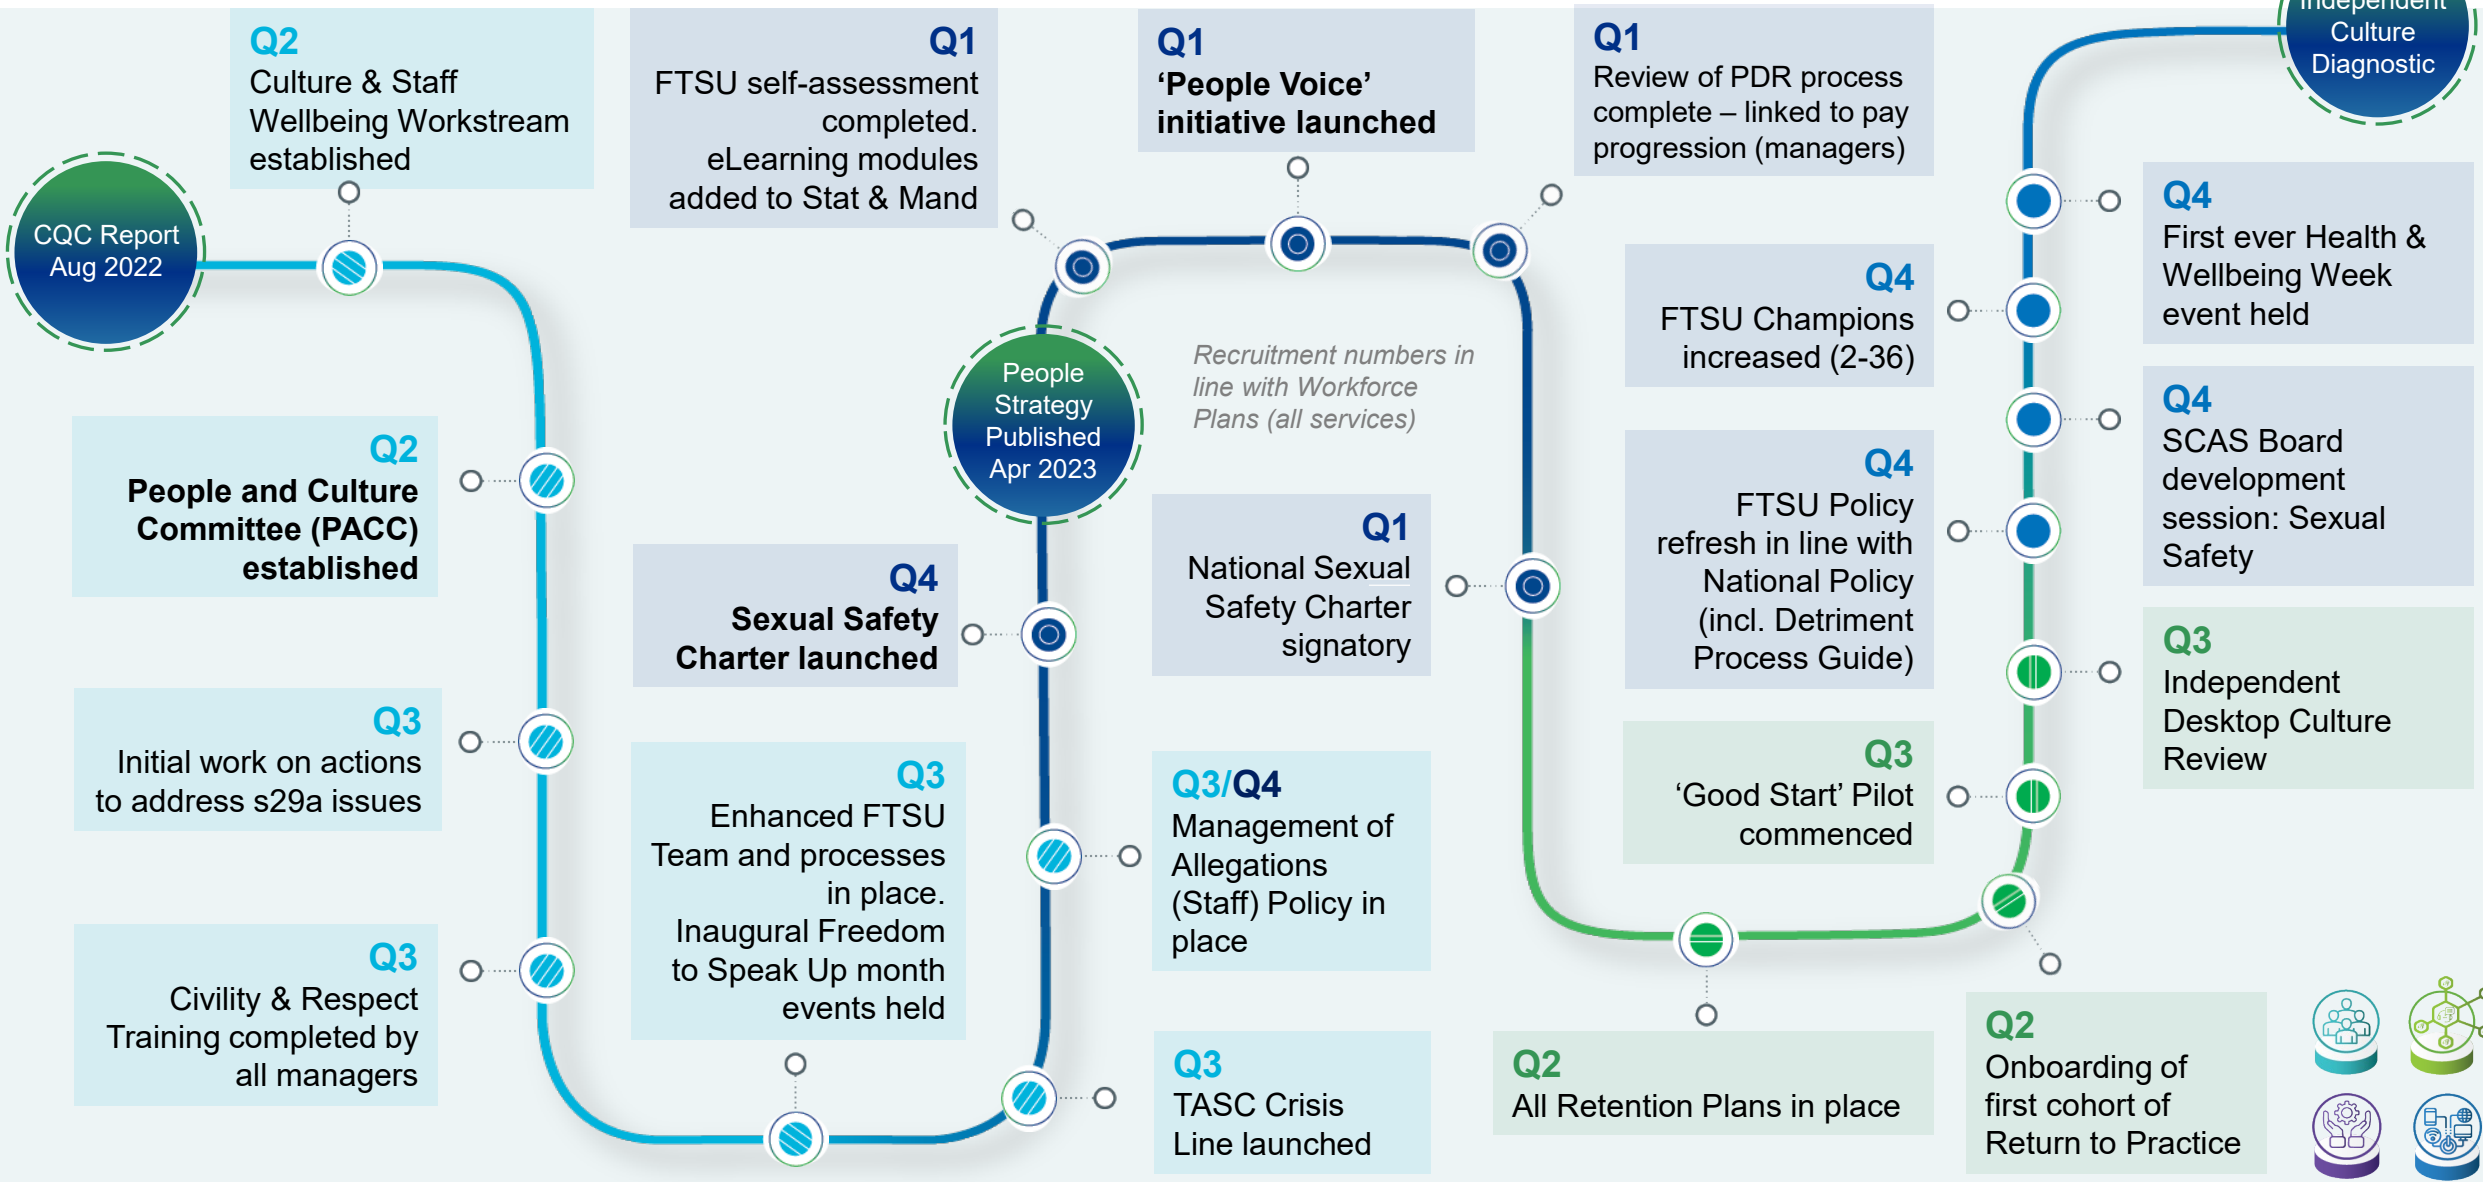 CQC Report
Aug 2022
Q2
Culture & Staff
Wellbeing Workstream
established
Q2
People and Culture
Committee (PACC)
established
Q3
Initial work on actions
to address s29a issues
Q3
Civility & Respect
Training completed by
all managers
Q3
Enhanced FTSU
Team and processes
in place.
Inaugural Freedom
to Speak Up month
events held
Q3
TASC Crisis
Line launched
Q3/Q4
Management of
Allegations
(Staff) Policy in
place
Q4
Sexual Safety
Charter launched
People
Strategy
Published
Apr 2023
Q1
FTSU self-assessment
completed.
eLearning modules
added to Stat & Mand
Q1
‘People Voice’
initiative launched
Q1
Review of PDR process
complete – linked to pay
progression (managers)
Recruitment numbers in
line with Workforce
Plans (all services)
Q1
National Sexual
Safety Charter
signatory
Q2
All Retention Plans in place
Q2
Onboarding of
first cohort of
Return to Practice
Q3
‘Good Start’ Pilot
commenced
Q3
Independent
Desktop Culture
Review
Q4
FTSU Policy
refresh in line with
National Policy
(incl. Detriment
Process Guide)
Q4
SCAS Board
development
session: Sexual
Safety
Q4
FTSU Champions
increased (2-36)
Q4
First ever Health &
Wellbeing Week
event held
Independent
Culture
Diagnostic